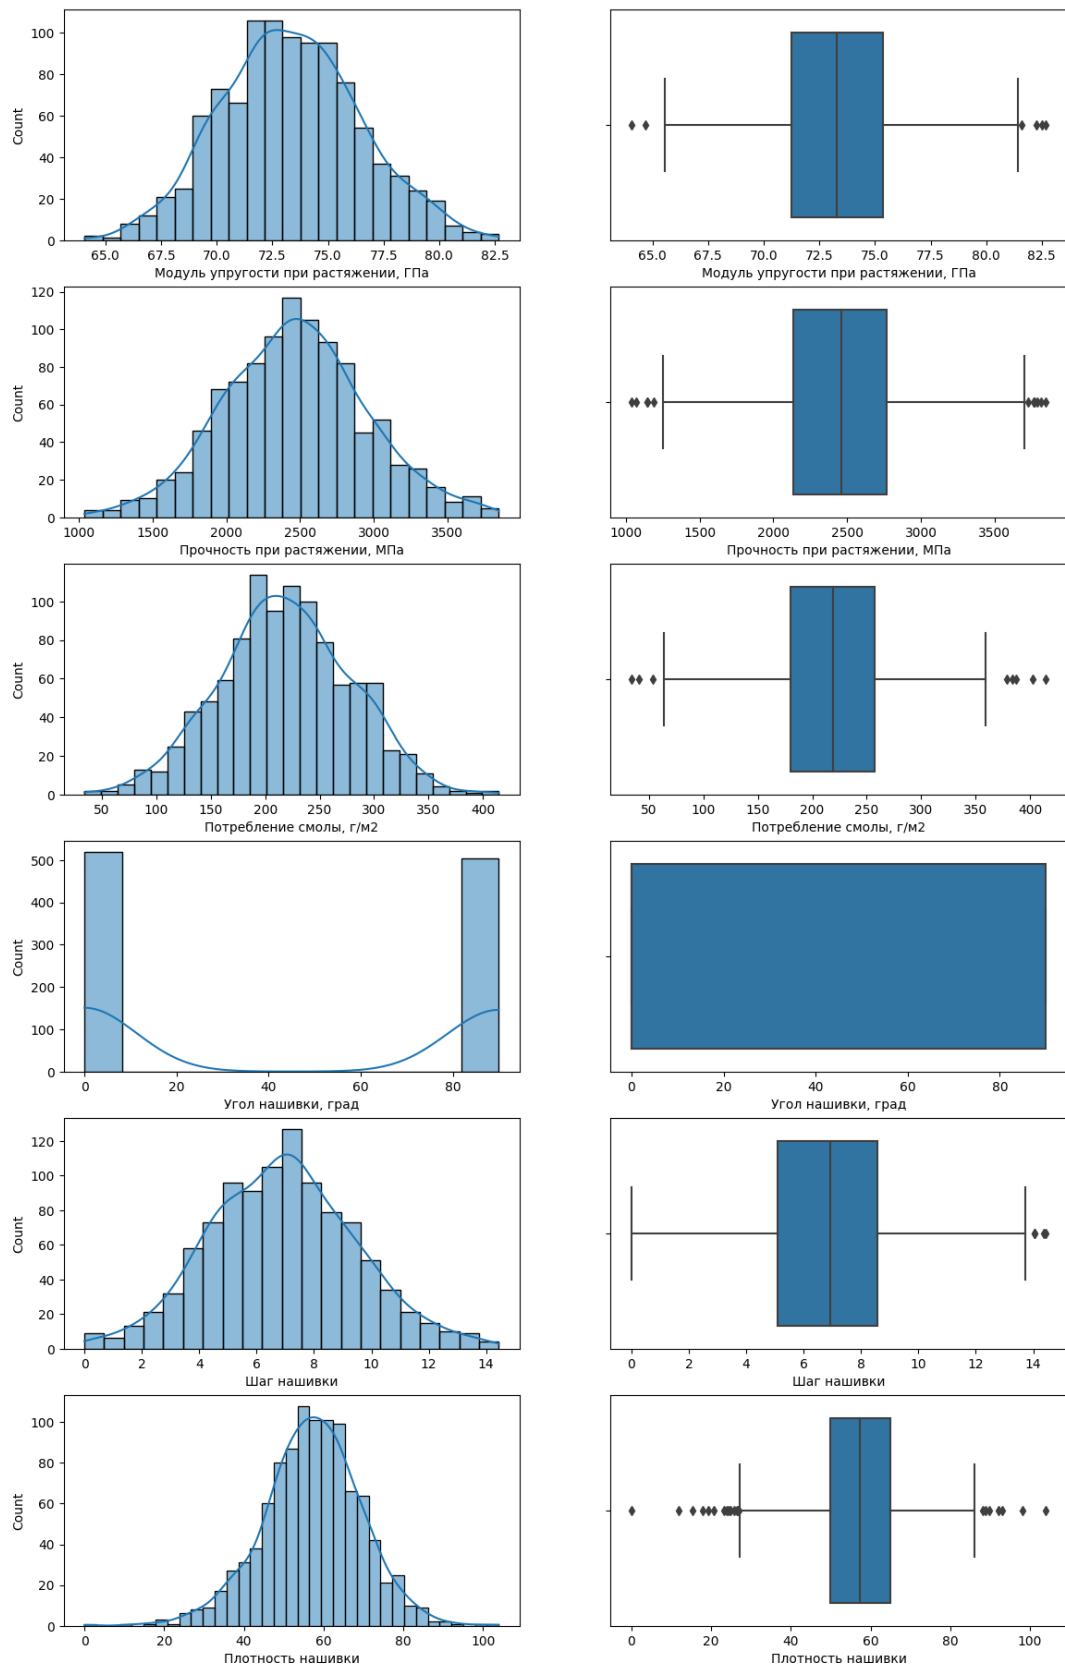 Count
100
80
60
40
20
0
65.0 67.5 70.0 72.5 75.0 77.5 80.0 82.5
Модуль упругости при растяжении, ГПа
65.0 67.5 70.0 72.5 75.0 77.5 80.0 82.5
Модуль упругости при растяжении, ГПа
Count
120
100
80
60
40
20
0
1000 1500 2000 2500 3000 3500
Прочность при растяжении, МПа
1000 1500 2000 2500 3000 3500
Прочность при растяжении, МПа
Count
100
80
60
40
20
0
50 100 150 200 250 300 350 400
Потребление смолы, г/м2
50 100 150 200 250 300 350 400
Потребление смолы, г/м2
Count
500
400
300
200
100
0
0 20 40 60 80
Угол нашивки, град
0 20 40 60 80
Угол нашивки, град
Count
120
100
80
60
40
20
0
0 2 4 6 8 10 12 14
Шаг нашивки
0 2 4 6 8 10 12 14
Шаг нашивки
Count
100
80
60
40
20
0
0 20 40 60 80 100
Плотность нашивки
0 20 40 60 80 100
Плотность нашивки